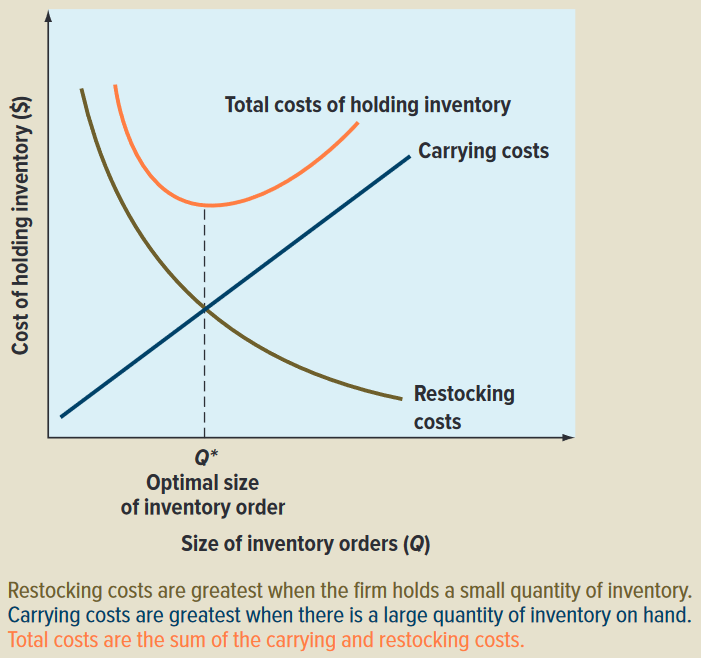 Cost of holding inventory ($)
Total costs of holding inventory
Carrying costs
Restocking
costs
Q*
Optimal size
of inventory order
Size of inventory orders (Q)
Restocking costs are greatest when the firm holds a small quantity of inventory.
Carrying costs are greatest when there is a large quantity of inventory on hand.
Total costs are the sum of the carrying and restocking costs.